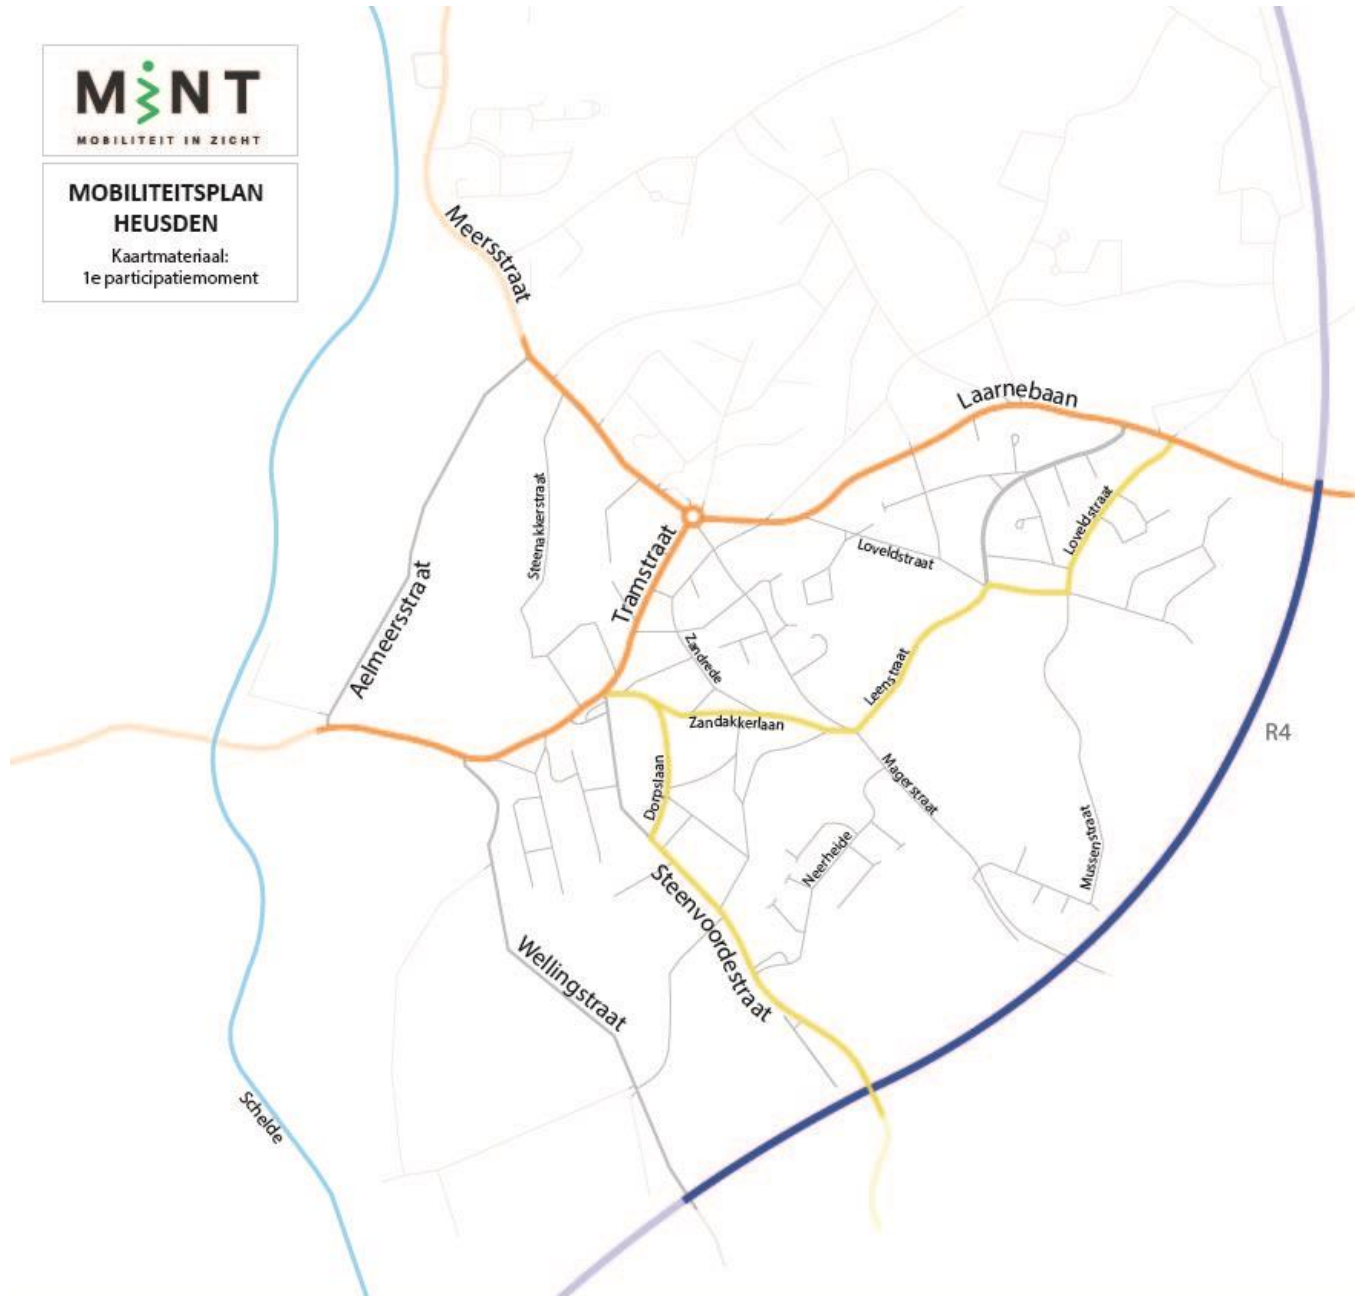 MINT
MOBILITEIT IN ZICHT
MOBILITEITSPLAN
HEUSDEN
Kaartmateriaal:
1e participatiemoment
Meersstraat
Laarnebaan
Steenakkerstraat
Tramstraat
Loveldstraat
Loveldstraat
Aelmeersstraat
Zandrede
Leenstraat
Zandakkerlaan
R4
Dorpslaan
Magerstraat
Mussenstraat
Neerheide
Steenvoordestraat
Wellingstraat
Schelde